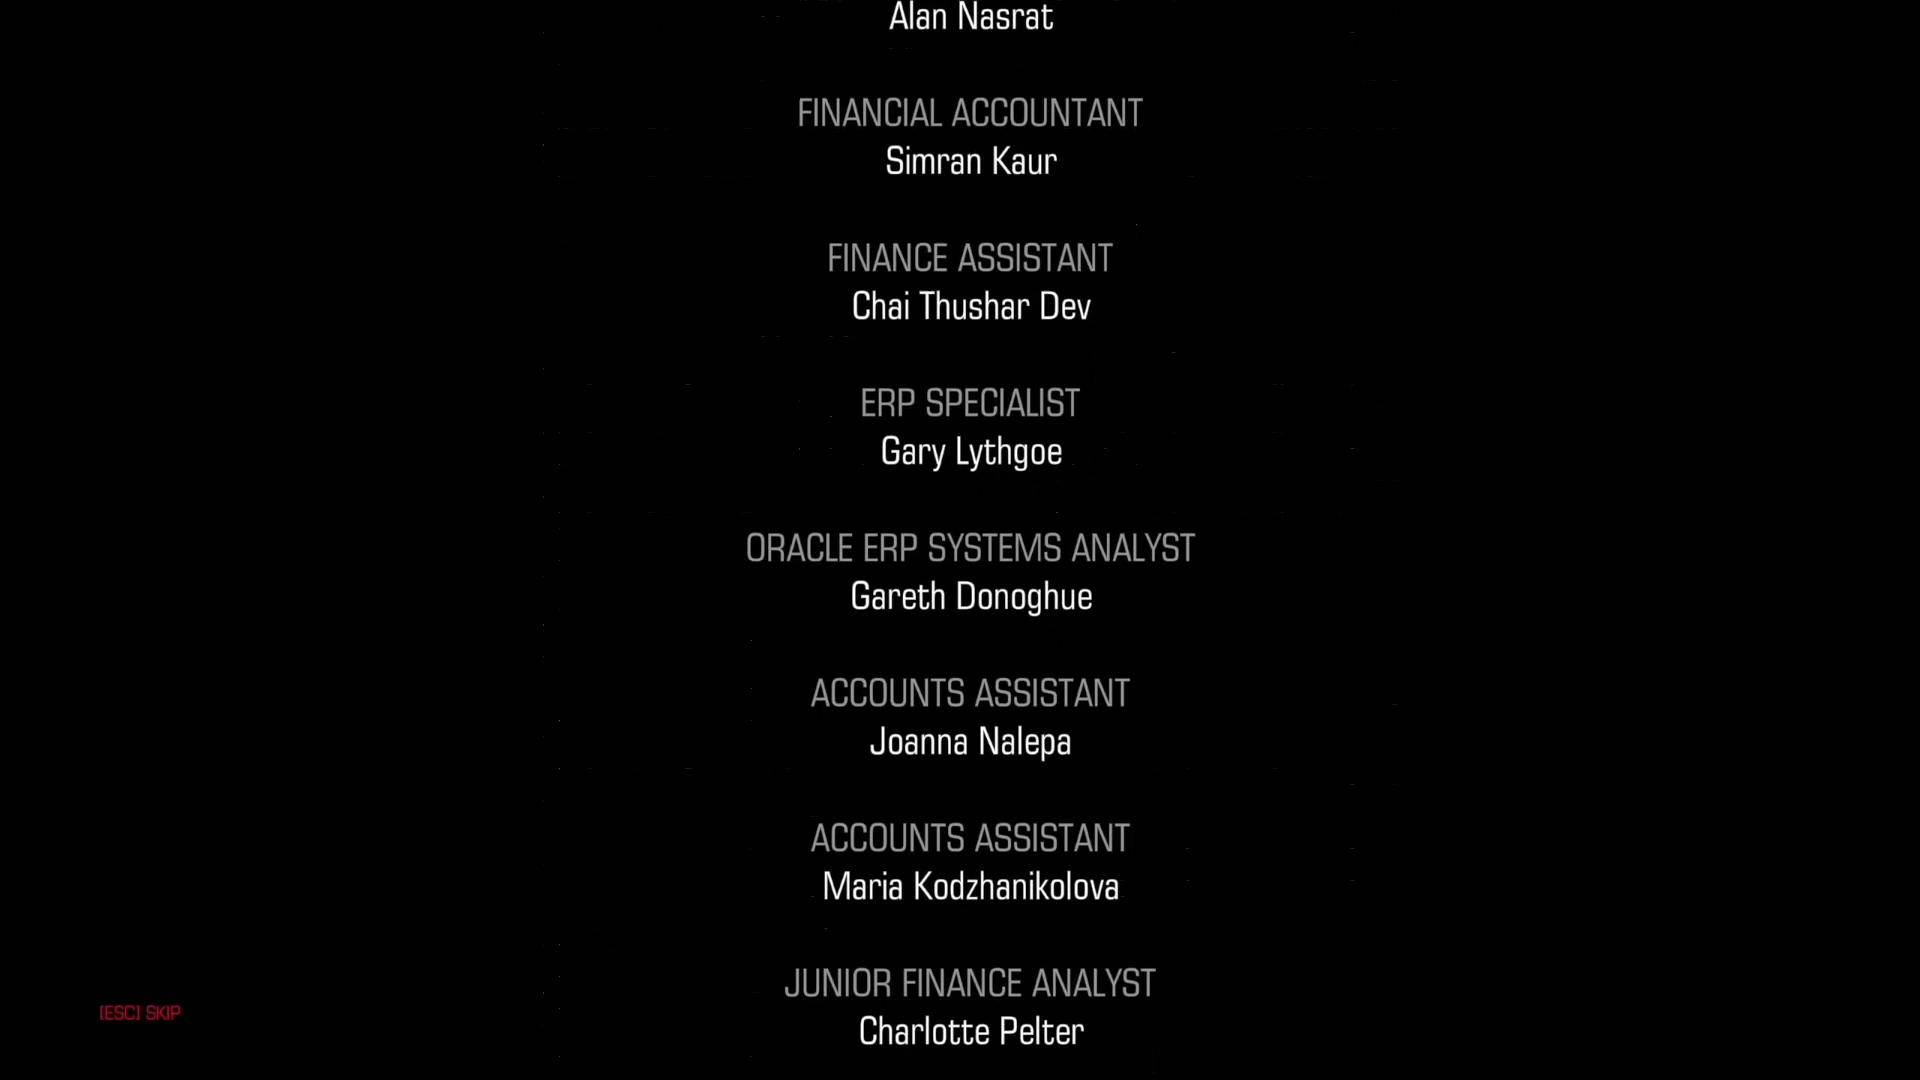 Alan Nasrat
FINANCIAL ACCOUNTANT
Simran Kaur
FINANCE ASSISTANT
Chai Thushar Dev
ERP SPECIALIST
Gary Lythgoe
ORACLE ERP SYSTEMS ANALYST
Gareth Donoghue
ACCOUNTS ASSISTANT
Joanna Nalepa
ACCOUNTS ASSISTANT
Maria Kodzhanikolova
JUNIOR FINANCE ANALYST
Charlotte Pelter
[ESC] SKIP